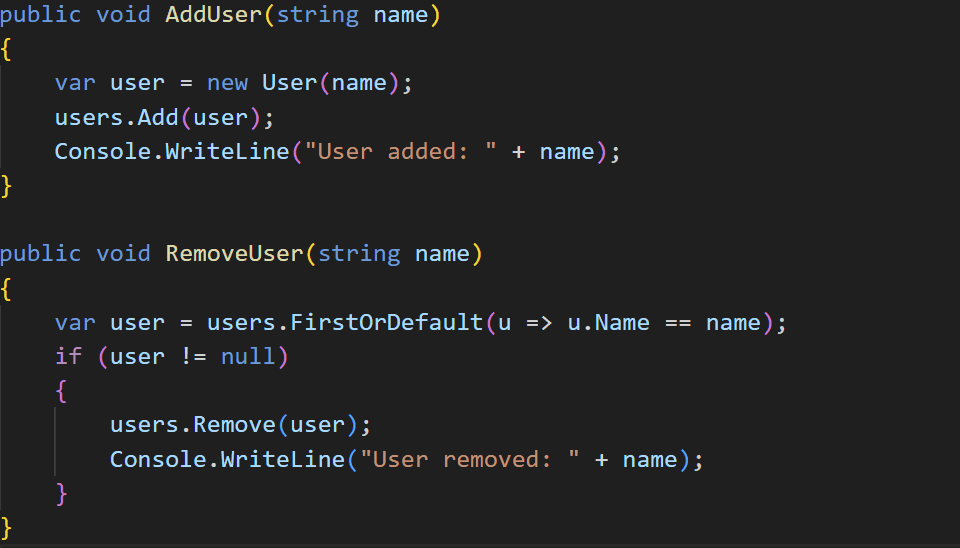 public void AddUser(string name)
{
    var user = new User(name);
    users.Add(user);
    Console.WriteLine("User added: " + name);
}

public void RemoveUser(string name)
{
    var user = users.FirstOrDefault(u => u.Name == name);
    if (user != null)
    {
        users.Remove(user);
        Console.WriteLine("User removed: " + name);
    }
}